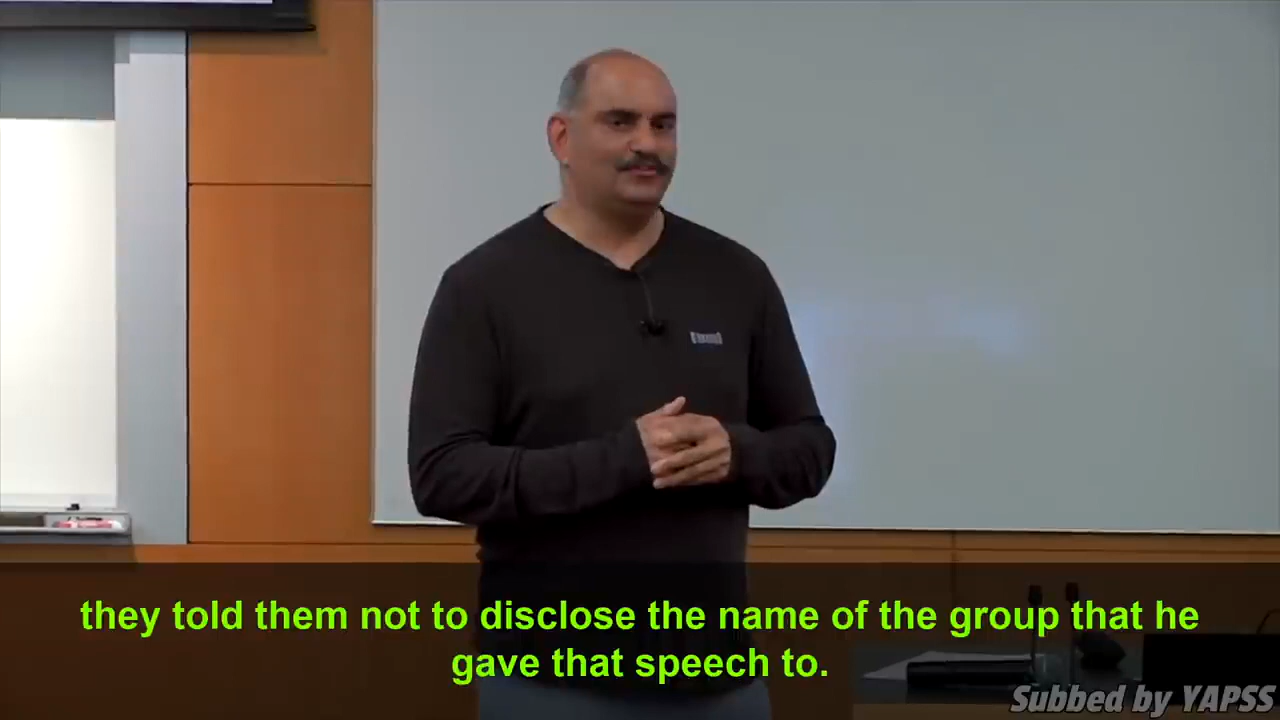 they told them not to disclose the name of the group that he
gave that speech to.
Subbed by YAPSS